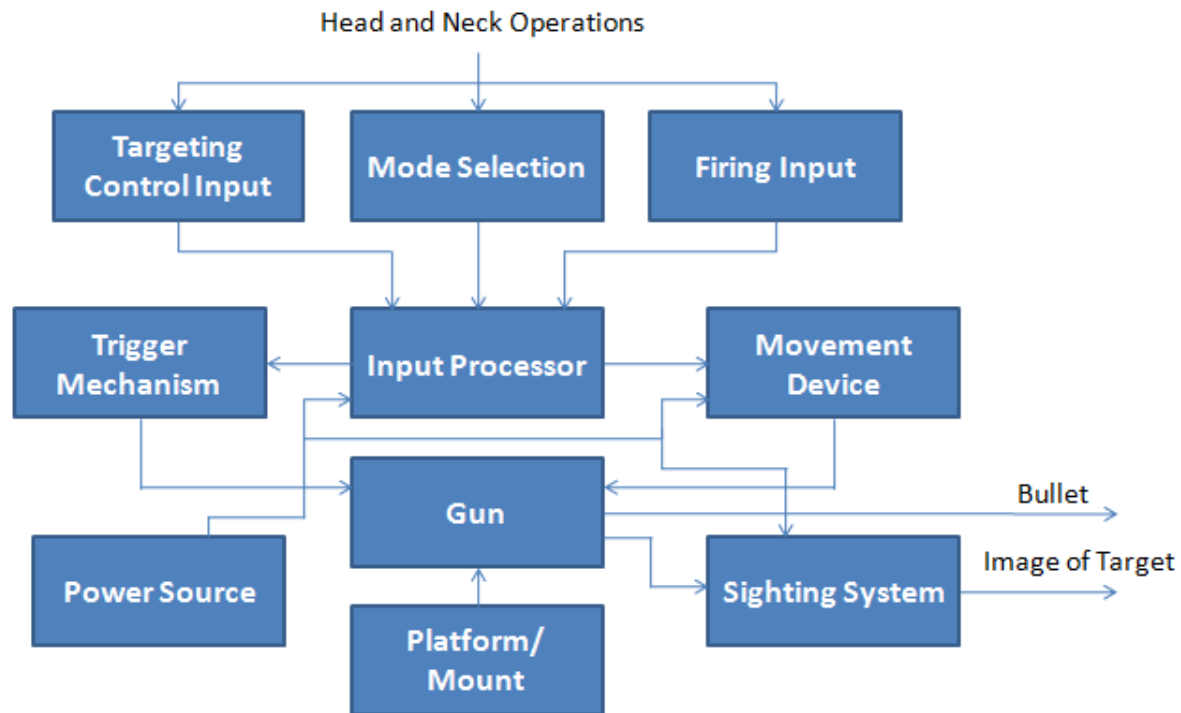 Head and Neck Operations
Targeting
Control Input
Mode Selection
Firing Input
Trigger
Mechanism
Input Processor
Movement
Device
Gun
Bullet
Power Source
Sighting System
Image of Target
Platform/
Mount